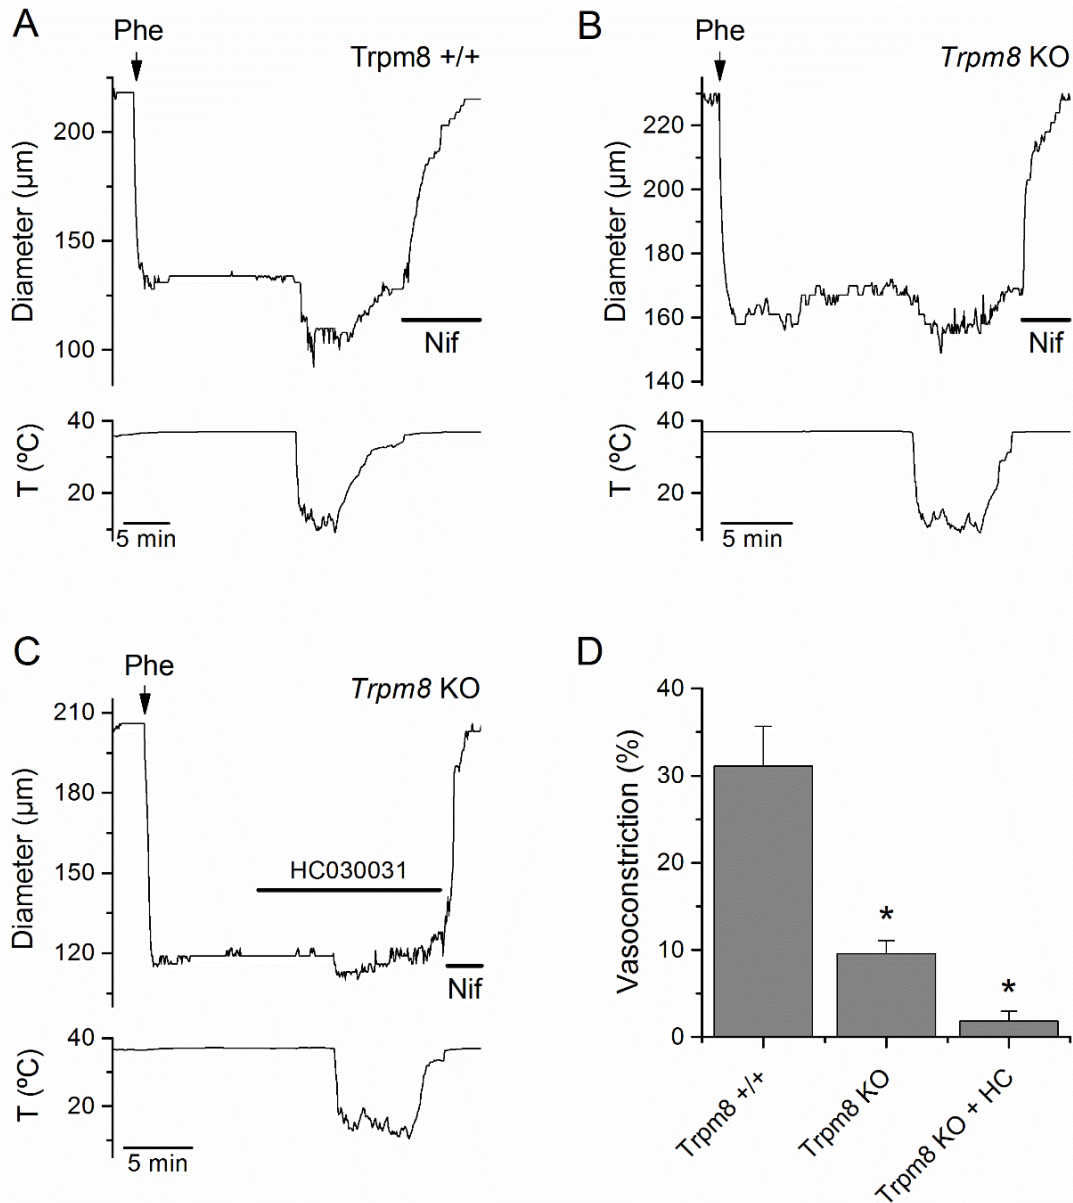 A
Phe
Trpm8 +/+
Diameter (µm)
200
150
100
Nif
T (ºC)
40
20
5 min
B
Phe
Trpm8 KO
Diameter (µm)
220
200
180
160
140
Nif
T (ºC)
40
20
5 min
C
Phe
Trpm8 KO
Diameter (µm)
210
180
150
120
HC030031
Nif
T (ºC)
40
20
5 min
D
Vasoconstriction (%)
40
30
20
10
0
*
*
Trpm8 +/+
Trpm8 KO
Trpm8 KO + HC